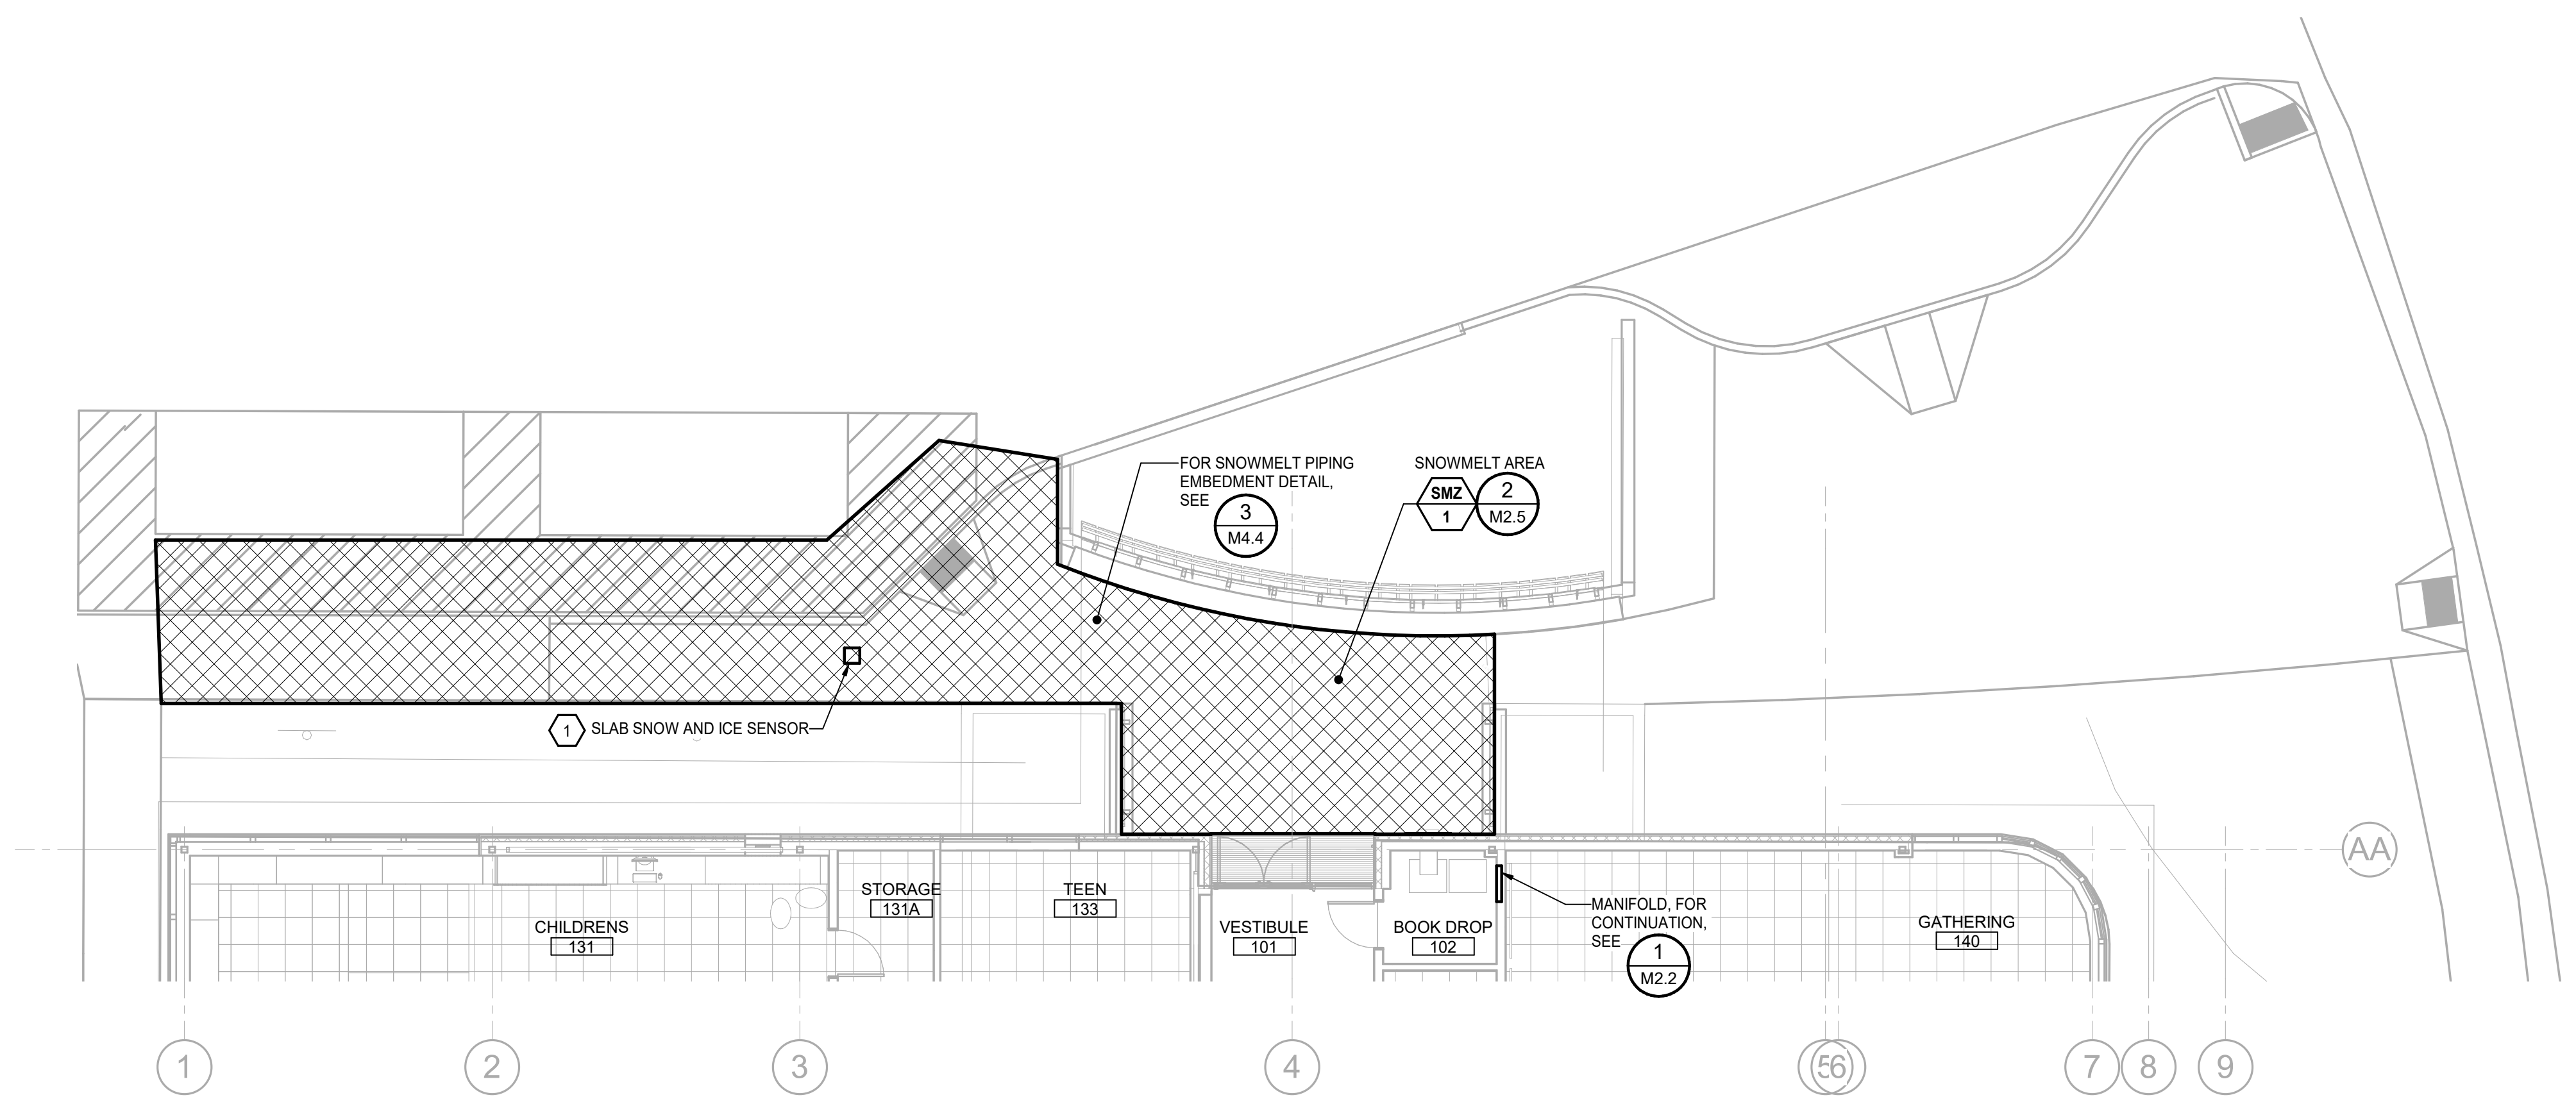 FOR SNOWMELT PIPING
EMBEDMENT DETAIL,
SEE
3
M4.4
SNOWMELT AREA
SMZ
1
2
M2.5
1
SLAB SNOW AND ICE SENSOR
AA
STORAGE
131A
TEEN
133
CHILDRENS
131
VESTIBULE
101
BOOK DROP
102
MANIFOLD, FOR
CONTINUATION,
SEE
1
M2.2
GATHERING
140
1
2
3
4
5
6
7
8
9